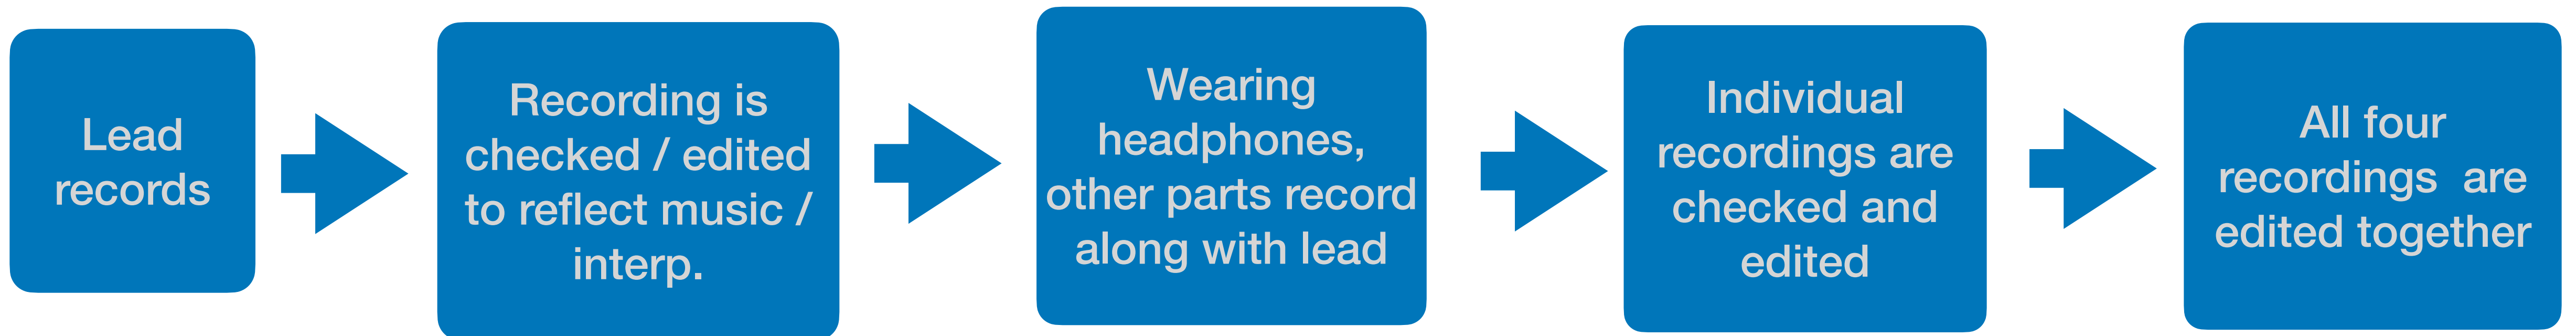 Lead
records
Recording is
checked / edited
to reflect music /
interp.
Wearing
headphones,
other parts record
along with lead
Individual
recordings are
checked and
edited
All four
recordings  are
edited together